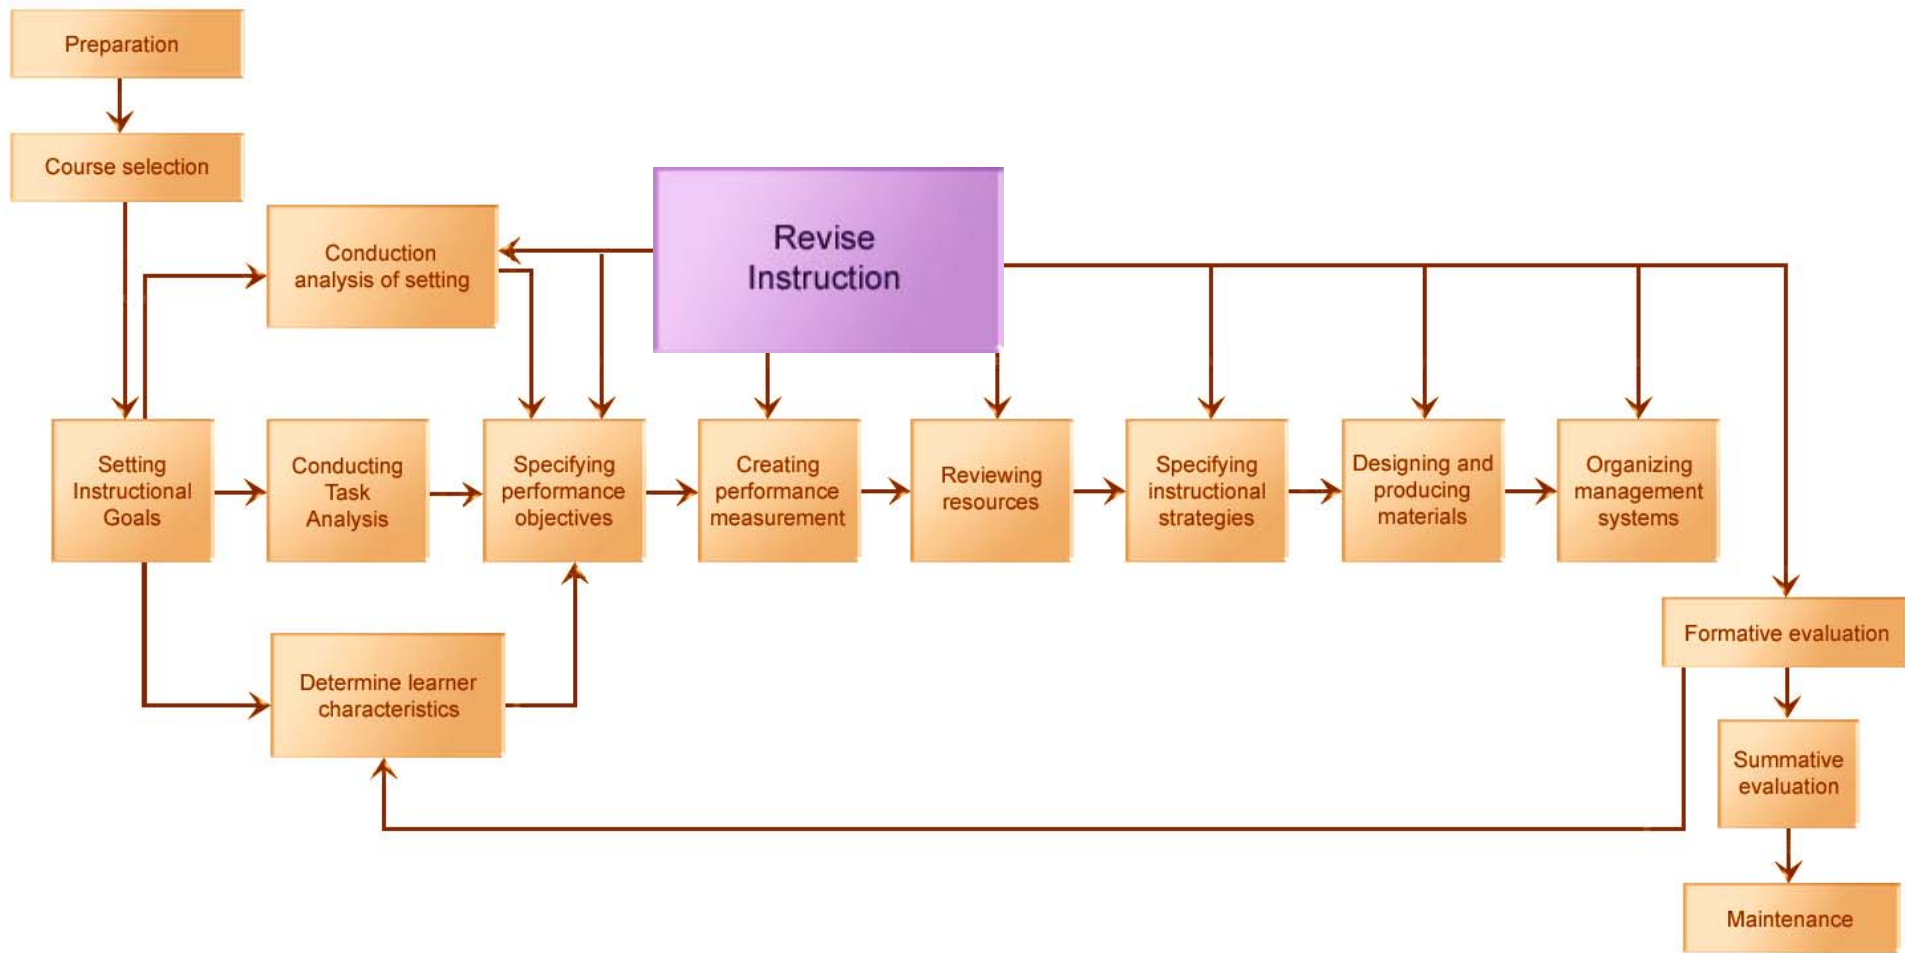 Preparation
Course selection
Conduction
analysis of setting
Revise
Instruction
Setting
Instructional
Goals
Conducting
Task
Analysis
Specifying
performance
objectives
Creating
performance
measurement
Reviewing
resources
Specifying
instructional
strategies
Designing and
producing
materials
Organizing
management
systems
Determine learner
characteristics
Formative evaluation
Summative
evaluation
Maintenance